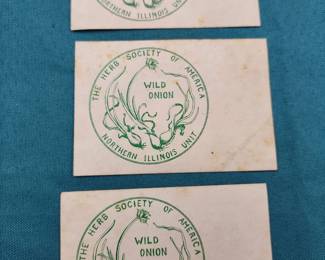 NORTHERN ILLINOIS UNIT
THE HERB SOCIETY OF AMERICA
WILD
ONION
NORTHERN ILLINOIS UNIT
THE HERB SOCIETY OF AMERICA
WILD
ONION